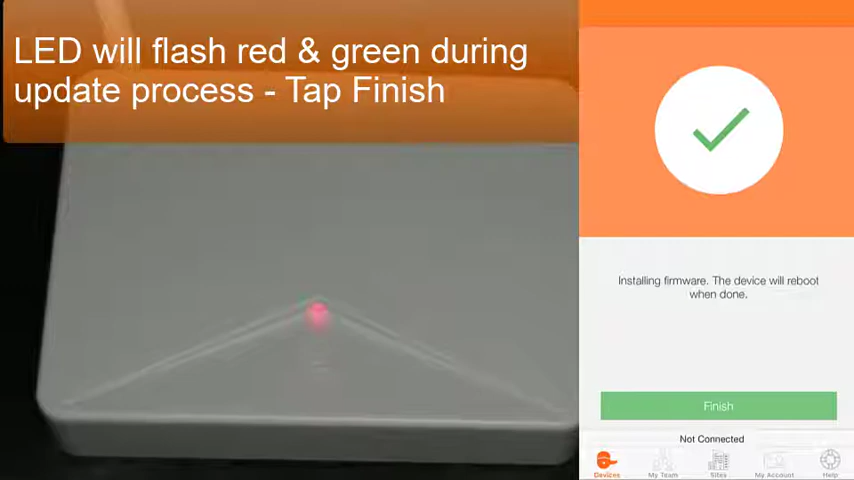 LED will flash red & green during
update process - Tap Finish
Installing firmware. The device will reboot
when done.
Finish
Not Connected
Devices
My Team
Sites
My Account
Help